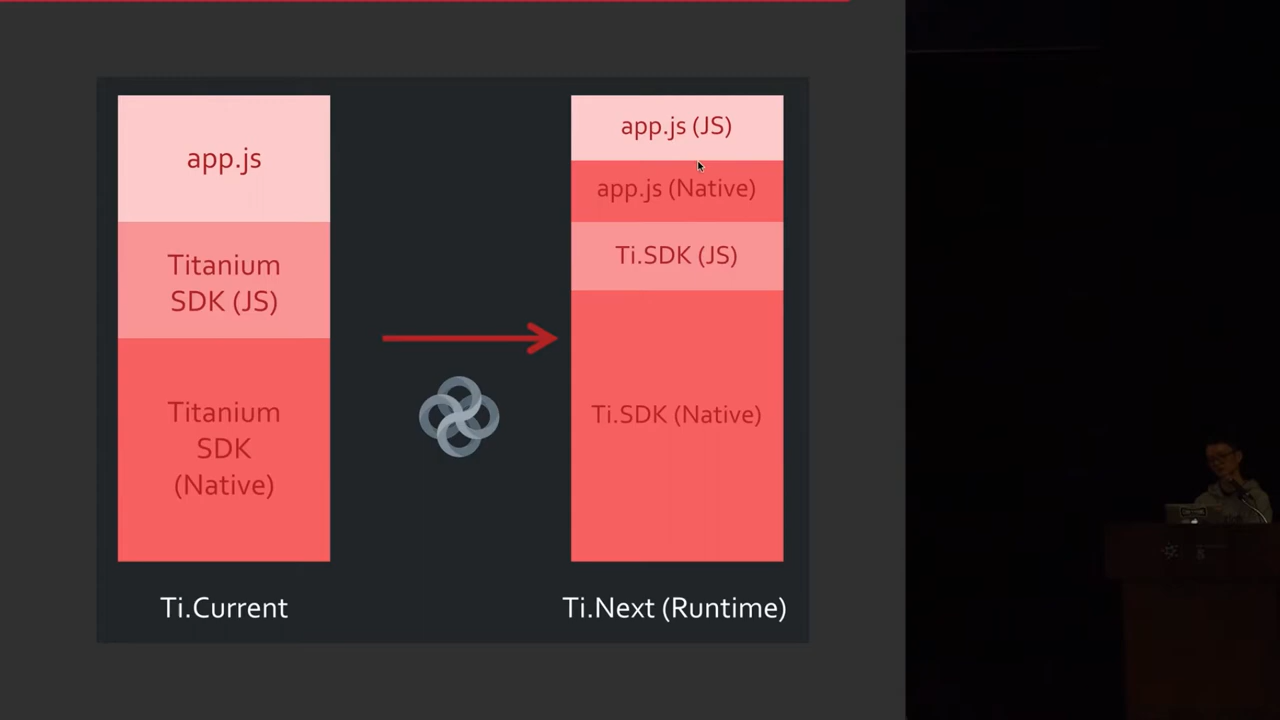 app.js
Titanium
SDK (JS)
Titanium
SDK
(Native)
Ti.Current
app.js (JS)
app.js (Native)
Ti.SDK (JS)
Ti.SDK (Native)
Ti.Next (Runtime)